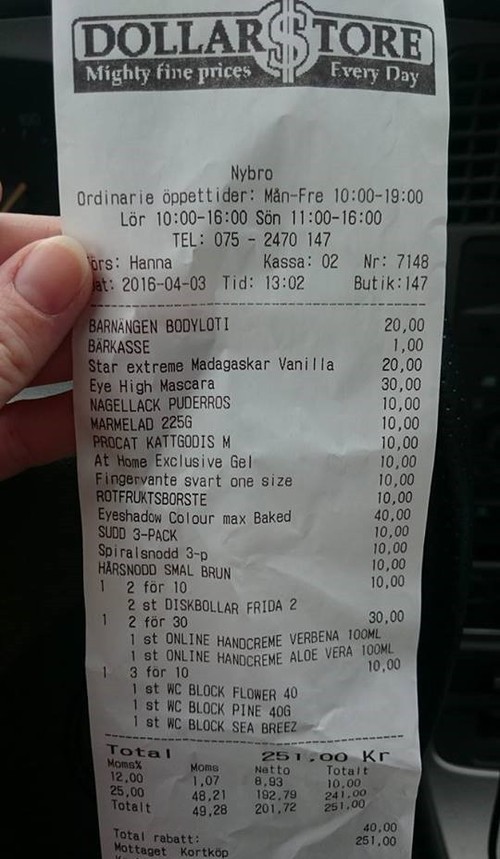 DOLLAR$TORE
Mighty fine prices Every Day
Nybro
Ordinarie öppettider: Mån-Fre 10:00-19:00
Lör 10:00-16:00 Sön 11:00-16:00
TEL: 075 - 2470 147
örs: Hanna Kassa: 02 Nr: 7148
at: 2016-04-03 Tid: 13:02 Butik:147
BARNÄNGEN BODYLOTI 20,00
BÄRKASSE 1,00
Star extreme Madagaskar Vanilla 20,00
Eye High Mascara 30,00
NAGELLACK PUDERROS 10,00
MARMELAD 225G 10,00
PROCAT KATTGODIS M 10,00
At Home Exclusive Gel 10,00
Fingervante svart one size 10,00
ROTFRUKTSBORSTE 10,00
Eyeshadow Colour max Baked 40,00
SUDD 3-PACK 10,00
Spiralsnodd 3-p 10,00
HÅRSNODD SMAL BRUN 10,00
1 2 för 10 10,00
2 st DISKBOLLAR FRIDA 2
1 2 för 30 30,00
1 st ONLINE HANDCREME VERBENA 100ML
1 st ONLINE HANDCREME ALOE VERA 100ML
1 3 för 10 10,00
1 st WC BLOCK FLOWER 40
1 st WC BLOCK PINE 40G
1 st WC BLOCK SEA BREEZ
Total 251,00 Kr
Moms% Moms Netto Totalt
12,00 1,07 8,93 10,00
25,00 48,21 192,79 241,00
Totalt 49,28 201,72 251,00
Total rabatt: 40,00
Mottaget Kortköp 251,00